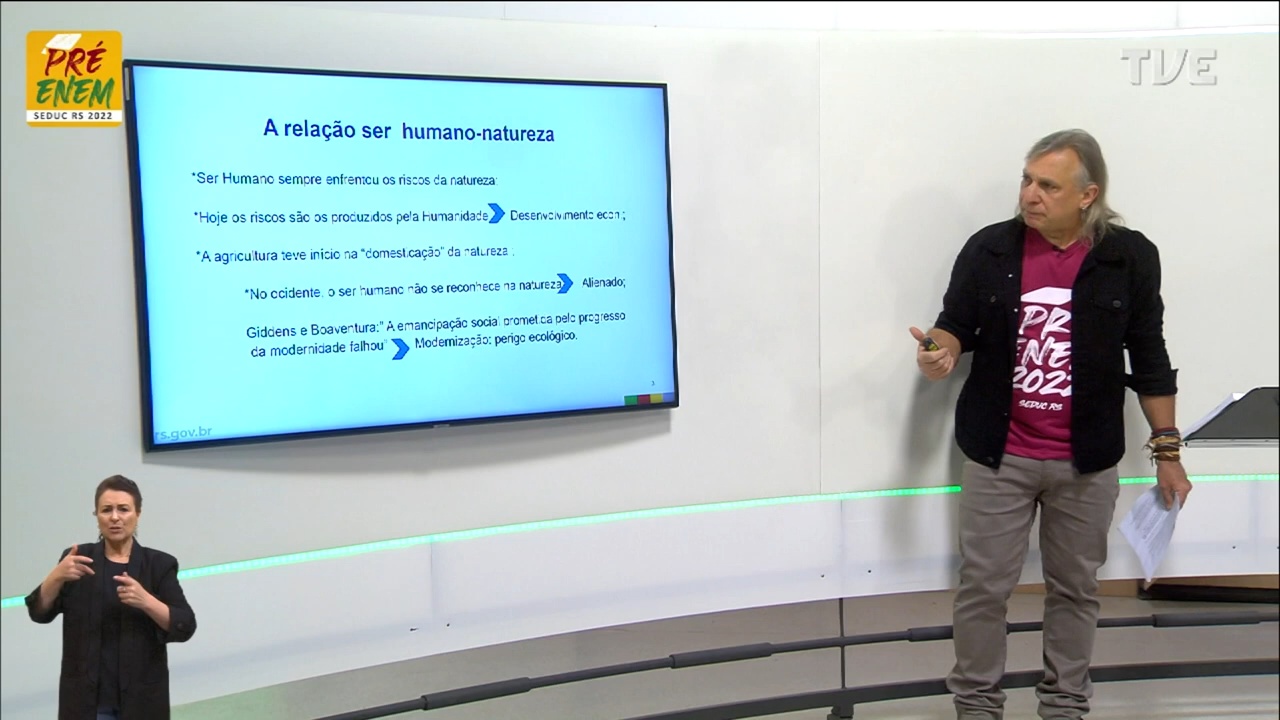 PRÉ
ENEM
SEDUC RS 2022
TVE
A relação ser humano-natureza
*Ser Humano sempre enfrentou os riscos da natureza;
*Hoje os riscos são os produzidos pela Humanidade Desenvolvimento econ.;
*A agricultura teve início na "domesticação" da natureza ;
*No ocidente, o ser humano não se reconhece na natureza Alienado;
Giddens e Boaventura:" A emancipação social prometida pelo progresso
da modernidade falhou" Modernização: perigo ecológico.
3
rs.gov.br
PRÉ
ENEM
2022
SEDUC RS